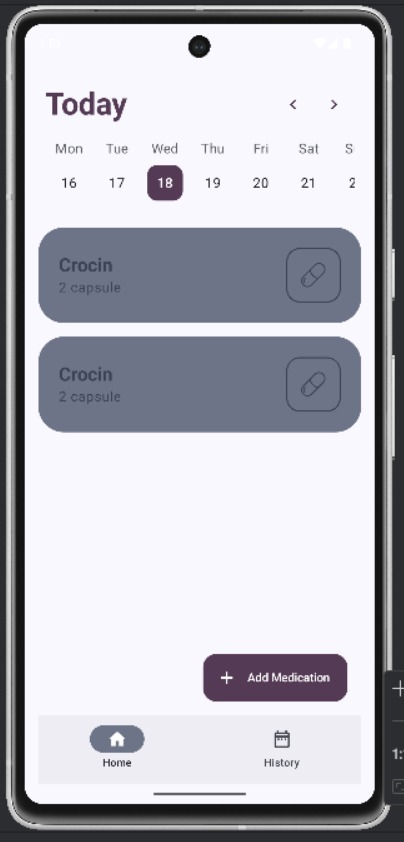 Today
Mon Tue Wed Thu Fri Sat S
16 17 18 19 20 21 2
Crocin
2 capsule
Crocin
2 capsule
+ Add Medication
Home History